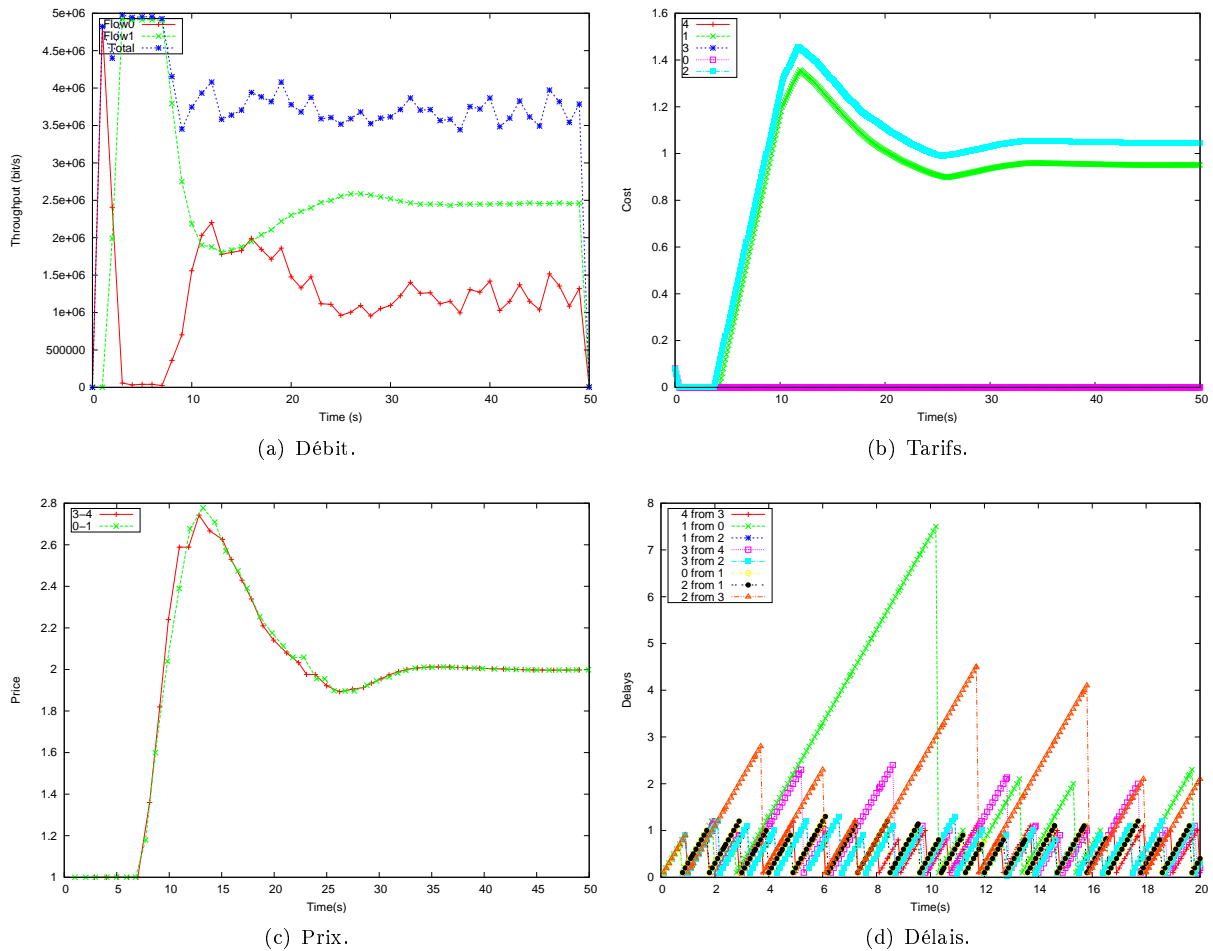 5e+06
4.5e+06
4e+06
3.5e+06
3e+06
2.5e+06
2e+06
1.5e+06
1e+06
500000
0
Throughput (bit/s)
Flow0
Flow1
Total
0 10 20 30 40 50
Time (s)
(a) Débit.
1.6
1.4
1.2
1
0.8
0.6
0.4
0.2
0
Cost
4
1
3
0
2
0 10 20 30 40 50
Time(s)
(b) Tarifs.
2.8
2.6
2.4
2.2
2
1.8
1.6
1.4
1.2
1
Price
3-4
0-1
0 5 10 15 20 25 30 35 40 45 50
Time(s)
(c) Prix.
8
7
6
5
4
3
2
1
0
Delays
4 from 3
1 from 0
1 from 2
3 from 4
3 from 2
0 from 1
2 from 1
2 from 3
0 2 4 6 8 10 12 14 16 18 20
Time(s)
(d) Délais.